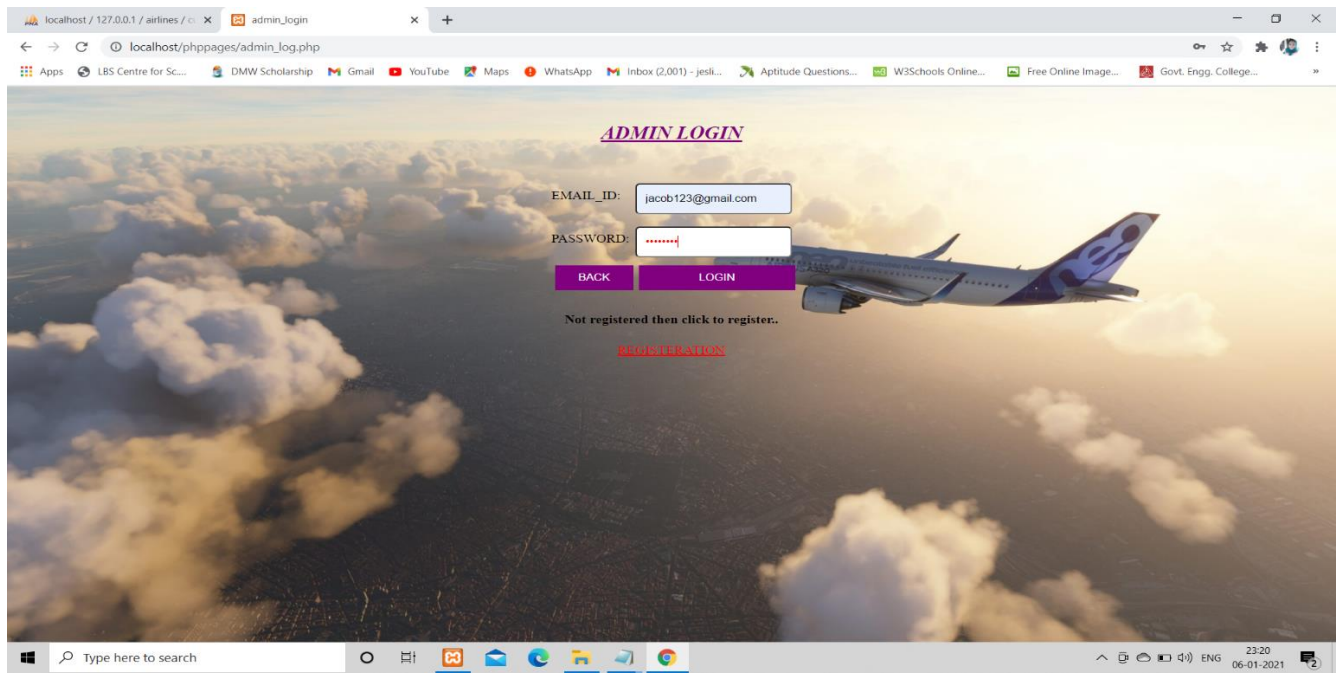 localhost / 127.0.0.1 / airlines / c
admin_login
localhost/phppages/admin_log.php
Apps LBS Centre for Sc.... DMW Scholarship Gmail YouTube Maps WhatsApp Inbox (2,001) - jesli... Aptitude Questions... W3Schools Online... Free Online Image... Govt. Engg. College... »
ADMIN LOGIN
EMAIL_ID: jacob123@gmail.com
PASSWORD: ••••••••
BACK LOGIN
Not registered then click to register..
REGISTERATION
Type here to search
ENG 23:20
06-01-2021
2